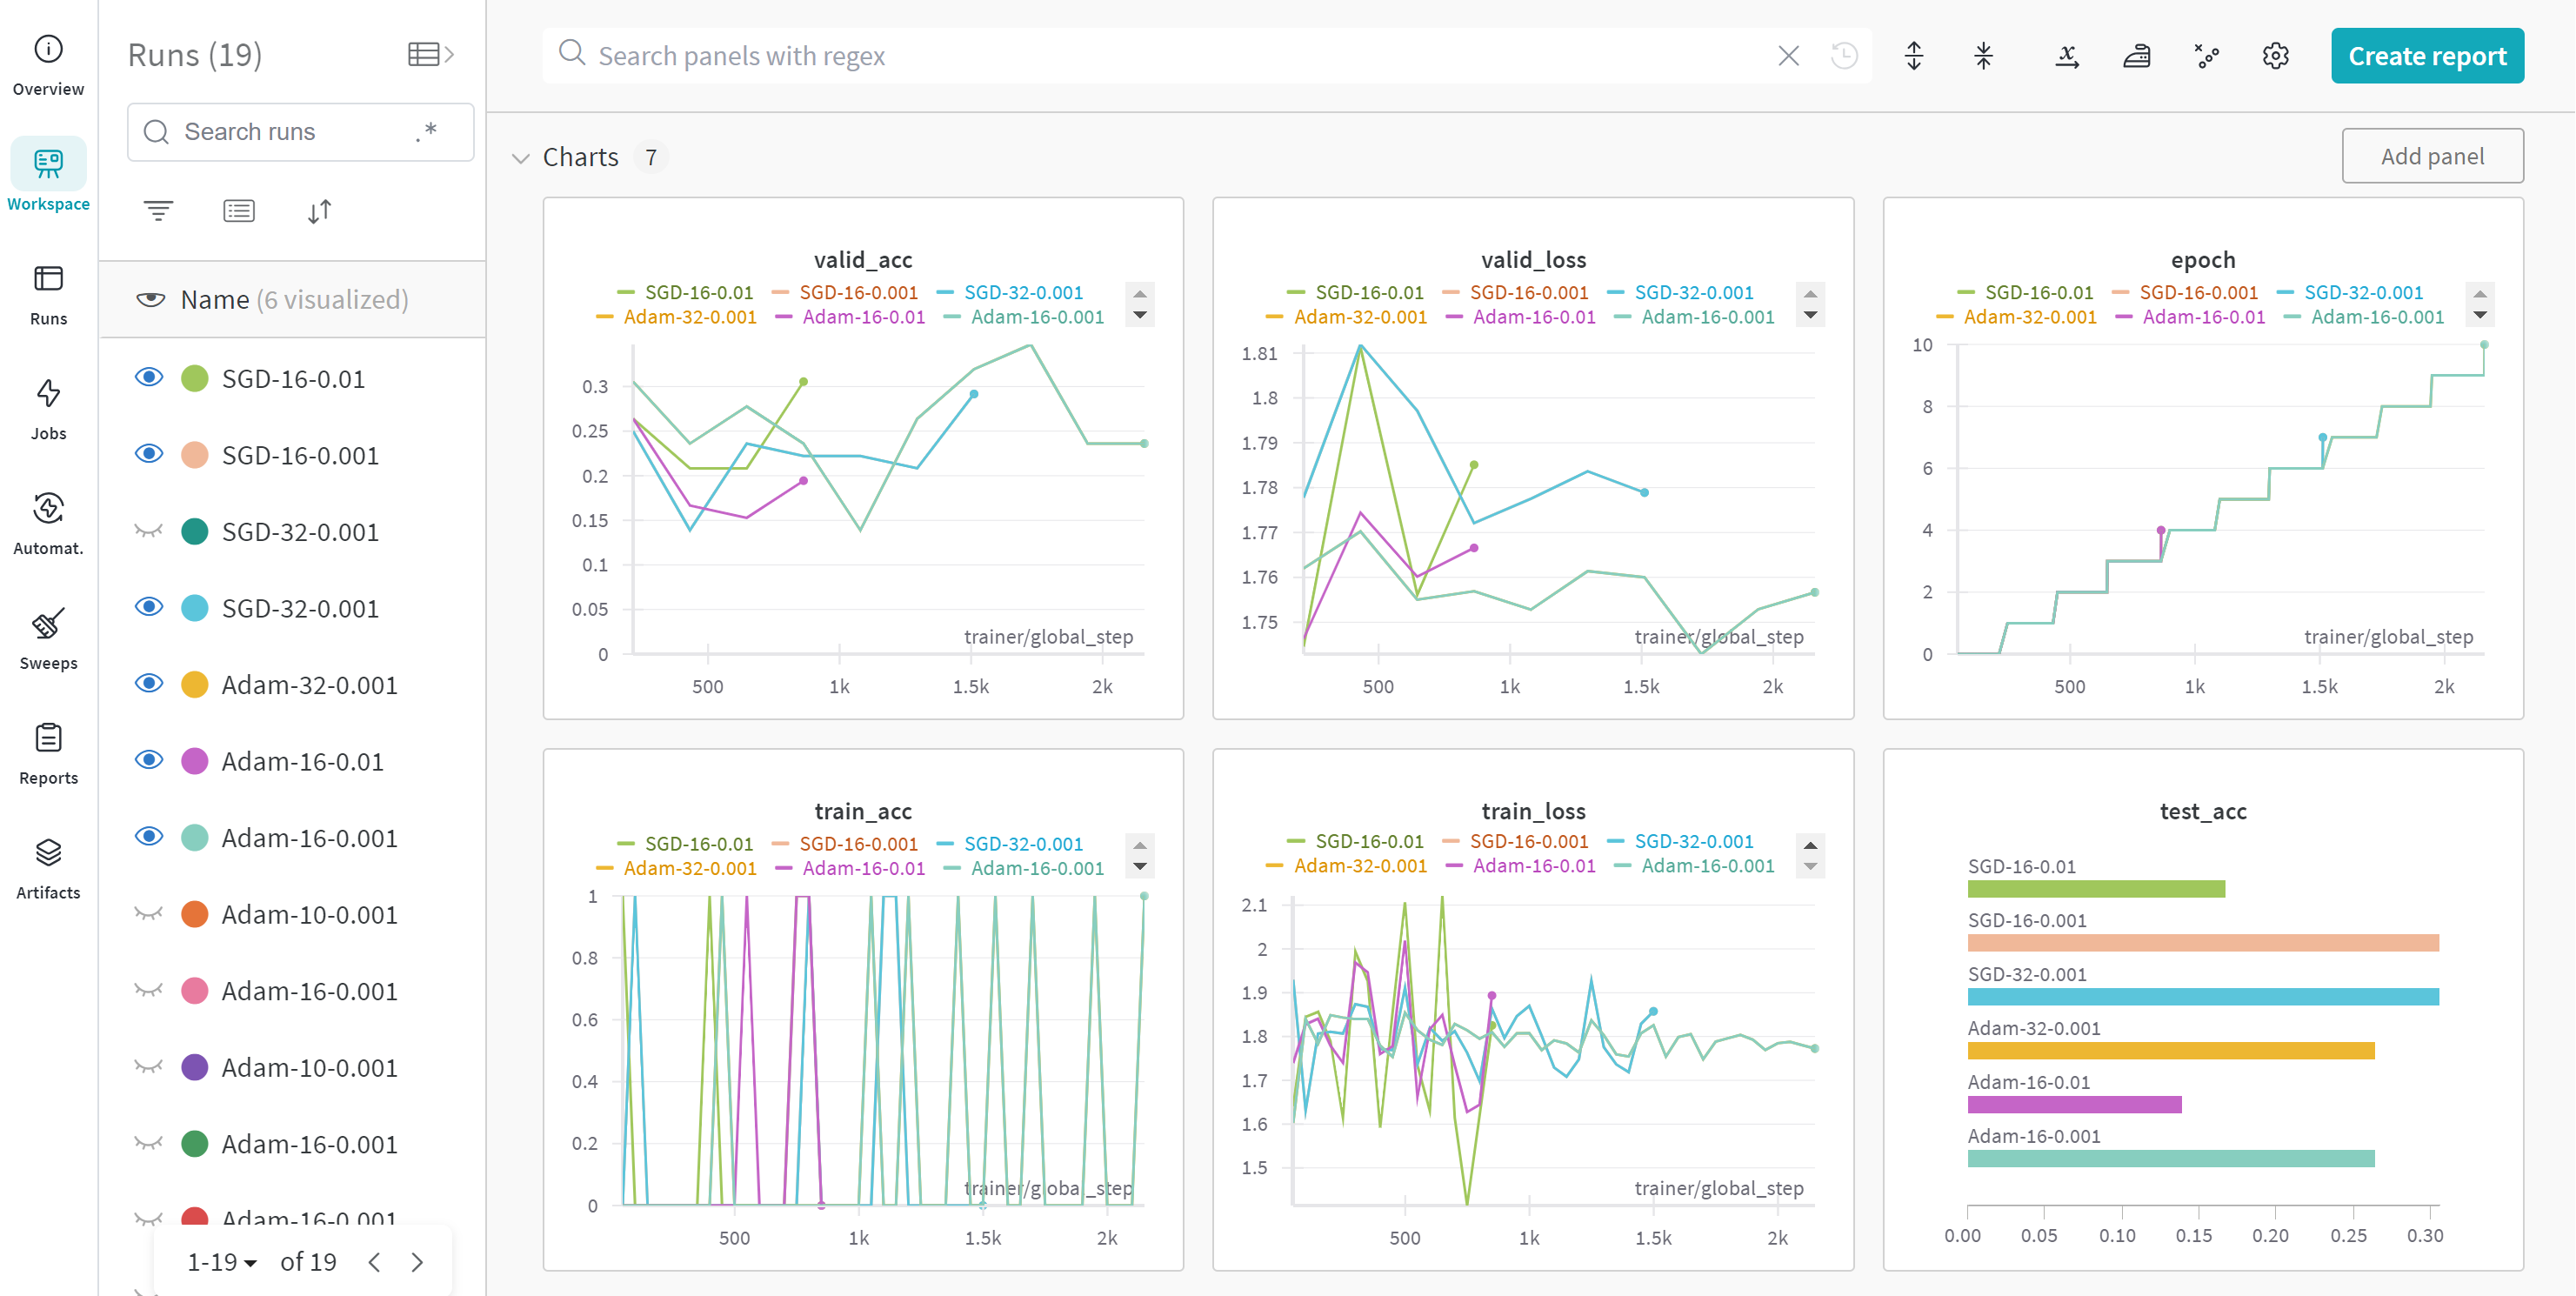 Overview
Workspace
Runs
Jobs
Automat.
Sweeps
Reports
Artifacts
Runs (19)
Search runs .*
Name (6 visualized)
SGD-16-0.01
SGD-16-0.001
SGD-32-0.001
SGD-32-0.001
Adam-32-0.001
Adam-16-0.01
Adam-16-0.001
Adam-10-0.001
Adam-16-0.001
Adam-10-0.001
Adam-16-0.001
Adam-16-0.001
1-19 of 19
Search panels with regex
Create report
Charts 7
Add panel
valid_acc
SGD-16-0.01 SGD-16-0.001 SGD-32-0.001
Adam-32-0.001 Adam-16-0.01 Adam-16-0.001
0.3
0.25
0.2
0.15
0.1
0.05
0
trainer/global_step
500 1k 1.5k 2k
valid_loss
SGD-16-0.01 SGD-16-0.001 SGD-32-0.001
Adam-32-0.001 Adam-16-0.01 Adam-16-0.001
1.81
1.8
1.79
1.78
1.77
1.76
1.75
trainer/global_step
500 1k 1.5k 2k
epoch
SGD-16-0.01 SGD-16-0.001 SGD-32-0.001
Adam-32-0.001 Adam-16-0.01 Adam-16-0.001
10
8
6
4
2
0
trainer/global_step
500 1k 1.5k 2k
train_acc
SGD-16-0.01 SGD-16-0.001 SGD-32-0.001
Adam-32-0.001 Adam-16-0.01 Adam-16-0.001
1
0.8
0.6
0.4
0.2
0
trainer/global_step
500 1k 1.5k 2k
train_loss
SGD-16-0.01 SGD-16-0.001 SGD-32-0.001
Adam-32-0.001 Adam-16-0.01 Adam-16-0.001
2.1
2
1.9
1.8
1.7
1.6
1.5
trainer/global_step
500 1k 1.5k 2k
test_acc
SGD-16-0.01
SGD-16-0.001
SGD-32-0.001
Adam-32-0.001
Adam-16-0.01
Adam-16-0.001
0.00 0.05 0.10 0.15 0.20 0.25 0.30